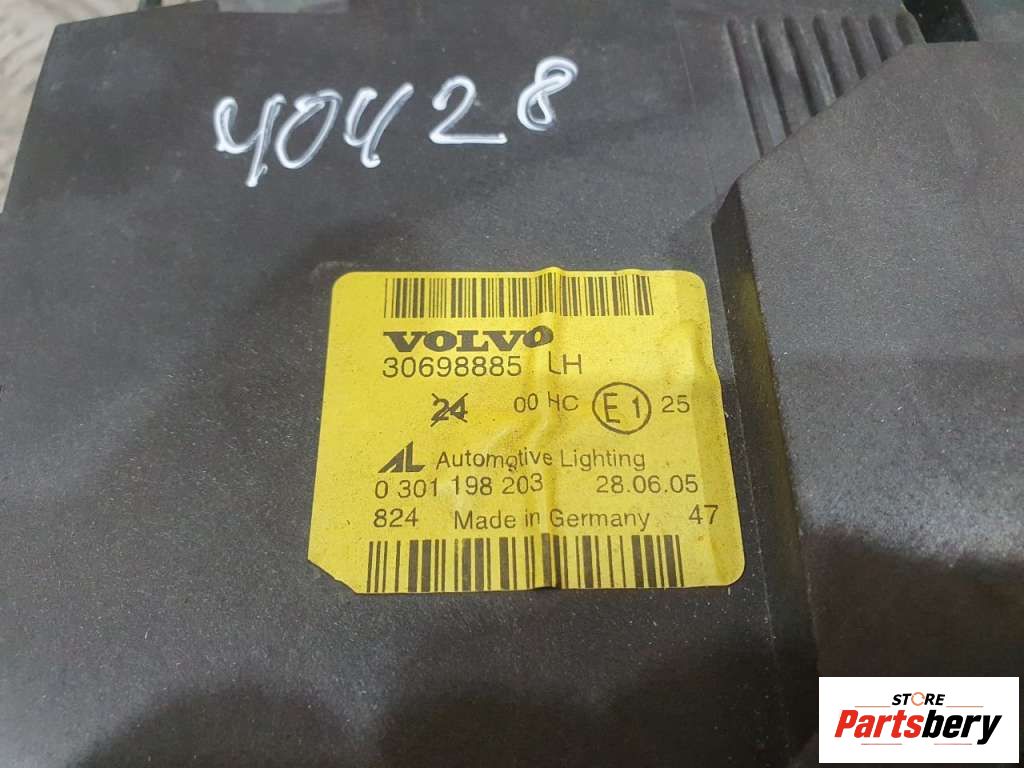 40428
VOLVO
30698885 LH
24 00 HC E1 25
AL Automotive Lighting
0 301 198 203 28.06.05
824 Made in Germany 47
STORE
Partsbery